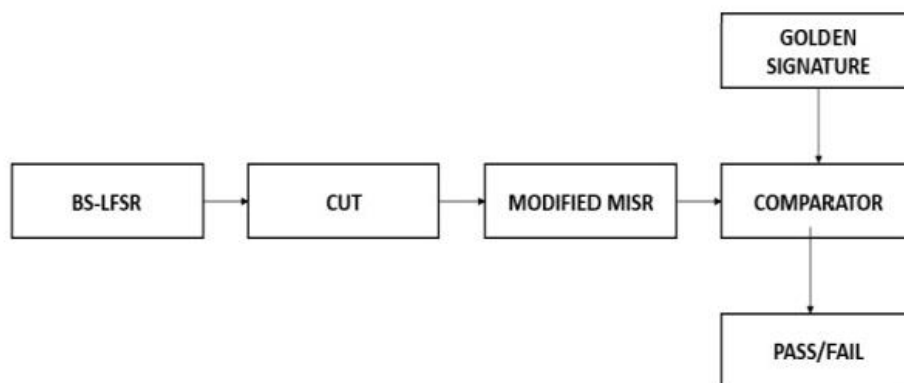 GOLDEN
SIGNATURE
BS-LFSR
CUT
MODIFIED MISR
COMPARATOR
PASS/FAIL